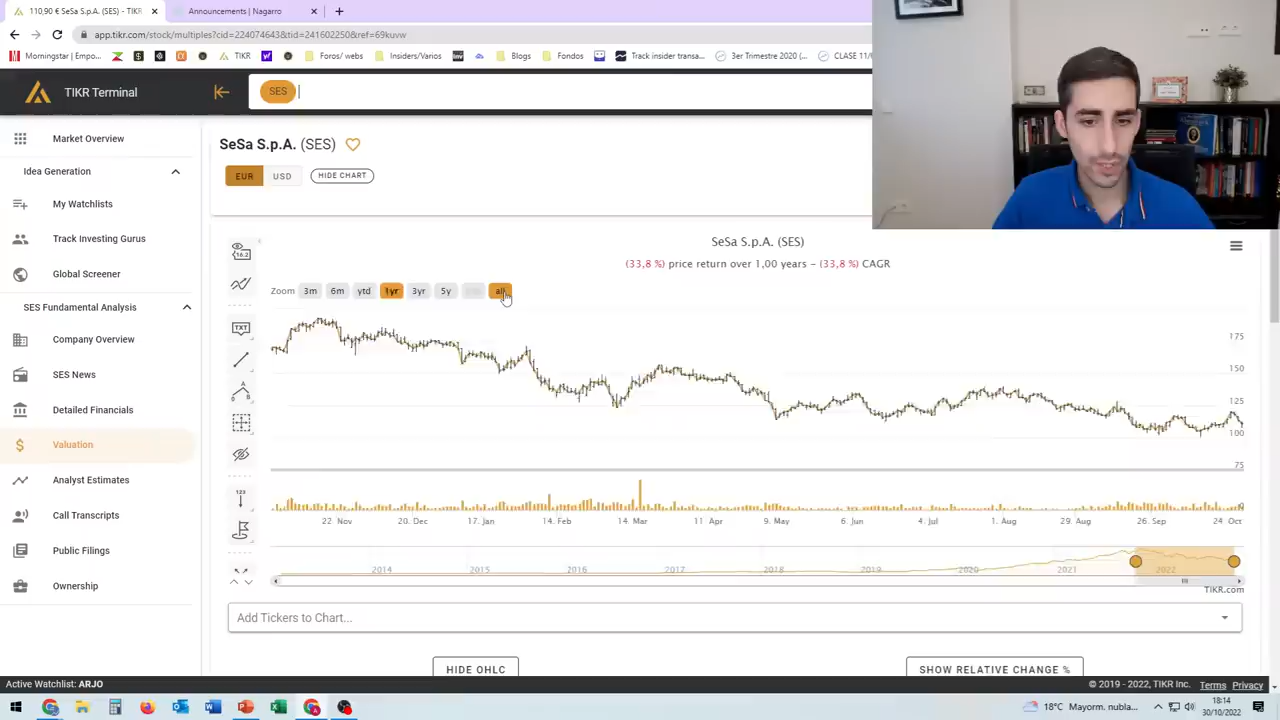 110,90 € SeSa S.p.A. (SES) - TIKR
Announcements | Nagarro
app.tikr.com/stock/multiples?cid=224074643&tid=241602250&ref=69kuvw
Morningstar | Empo...
TIKR
Foros/ webs
Insiders/Varios
Blogs
Fondos
Track insider transa...
3er Trimestre 2020 (...
TIKR Terminal
SES
Market Overview
Idea Generation
My Watchlists
Track Investing Gurus
Global Screener
SES Fundamental Analysis
Company Overview
SES News
Detailed Financials
Valuation
Analyst Estimates
Call Transcripts
Public Filings
Ownership
SeSa S.p.A. (SES)
EUR
USD
HIDE CHART
SeSa S.p.A. (SES)
(33,8 %) price return over 1,00 years – (33,8 %) CAGR
Zoom 3m 6m ytd 1yr 3yr 5y all
TXT
123
175
150
125
100
75
0
22. Nov 20. Dec 17. Jan 14. Feb 14. Mar 11. Apr 9. May 6. Jun 4. Jul 1. Aug 29. Aug 26. Sep 24. Oct
2014 2015 2016 2017 2018 2019 2020 2021 2022
TIKR.com
Add Tickers to Chart...
HIDE OHLC
SHOW RELATIVE CHANGE %
Active Watchlist: ARJO
© 2019 - 2022, TIKR Inc. Terms Privacy
18°C Mayorm. nubla...
18:14
30/10/2022